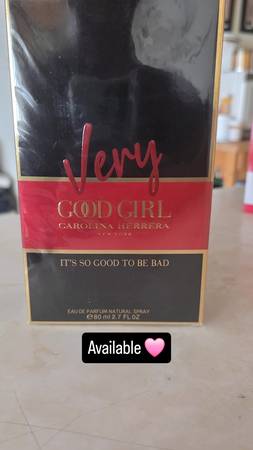 Very
GOOD GIRL
CAROLINA HERRERA
NEW YORK
IT'S SO GOOD TO BE BAD
EAU DE PARFUM NATURAL SPRAY
℮80 ml 2.7 FL OZ
Available 🩷